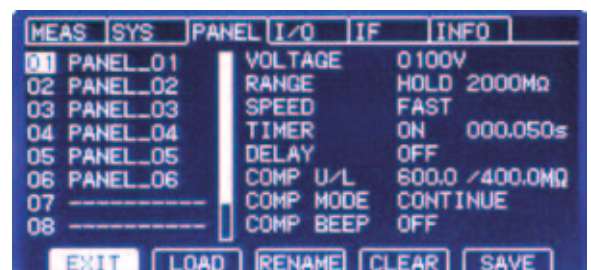 MEAS SYS PANEL I/O IF INFO
01 PANEL_01 VOLTAGE 0100V
02 PANEL_02 RANGE HOLD 2000MΩ
03 PANEL_03 SPEED FAST
04 PANEL_04 TIMER ON 000.050s
05 PANEL_05 DELAY OFF
06 PANEL_06 COMP U/L 600.0 /400.0MΩ
07 ---------- COMP MODE CONTINUE
08 ---------- COMP BEEP OFF
EXIT LOAD RENAME CLEAR SAVE